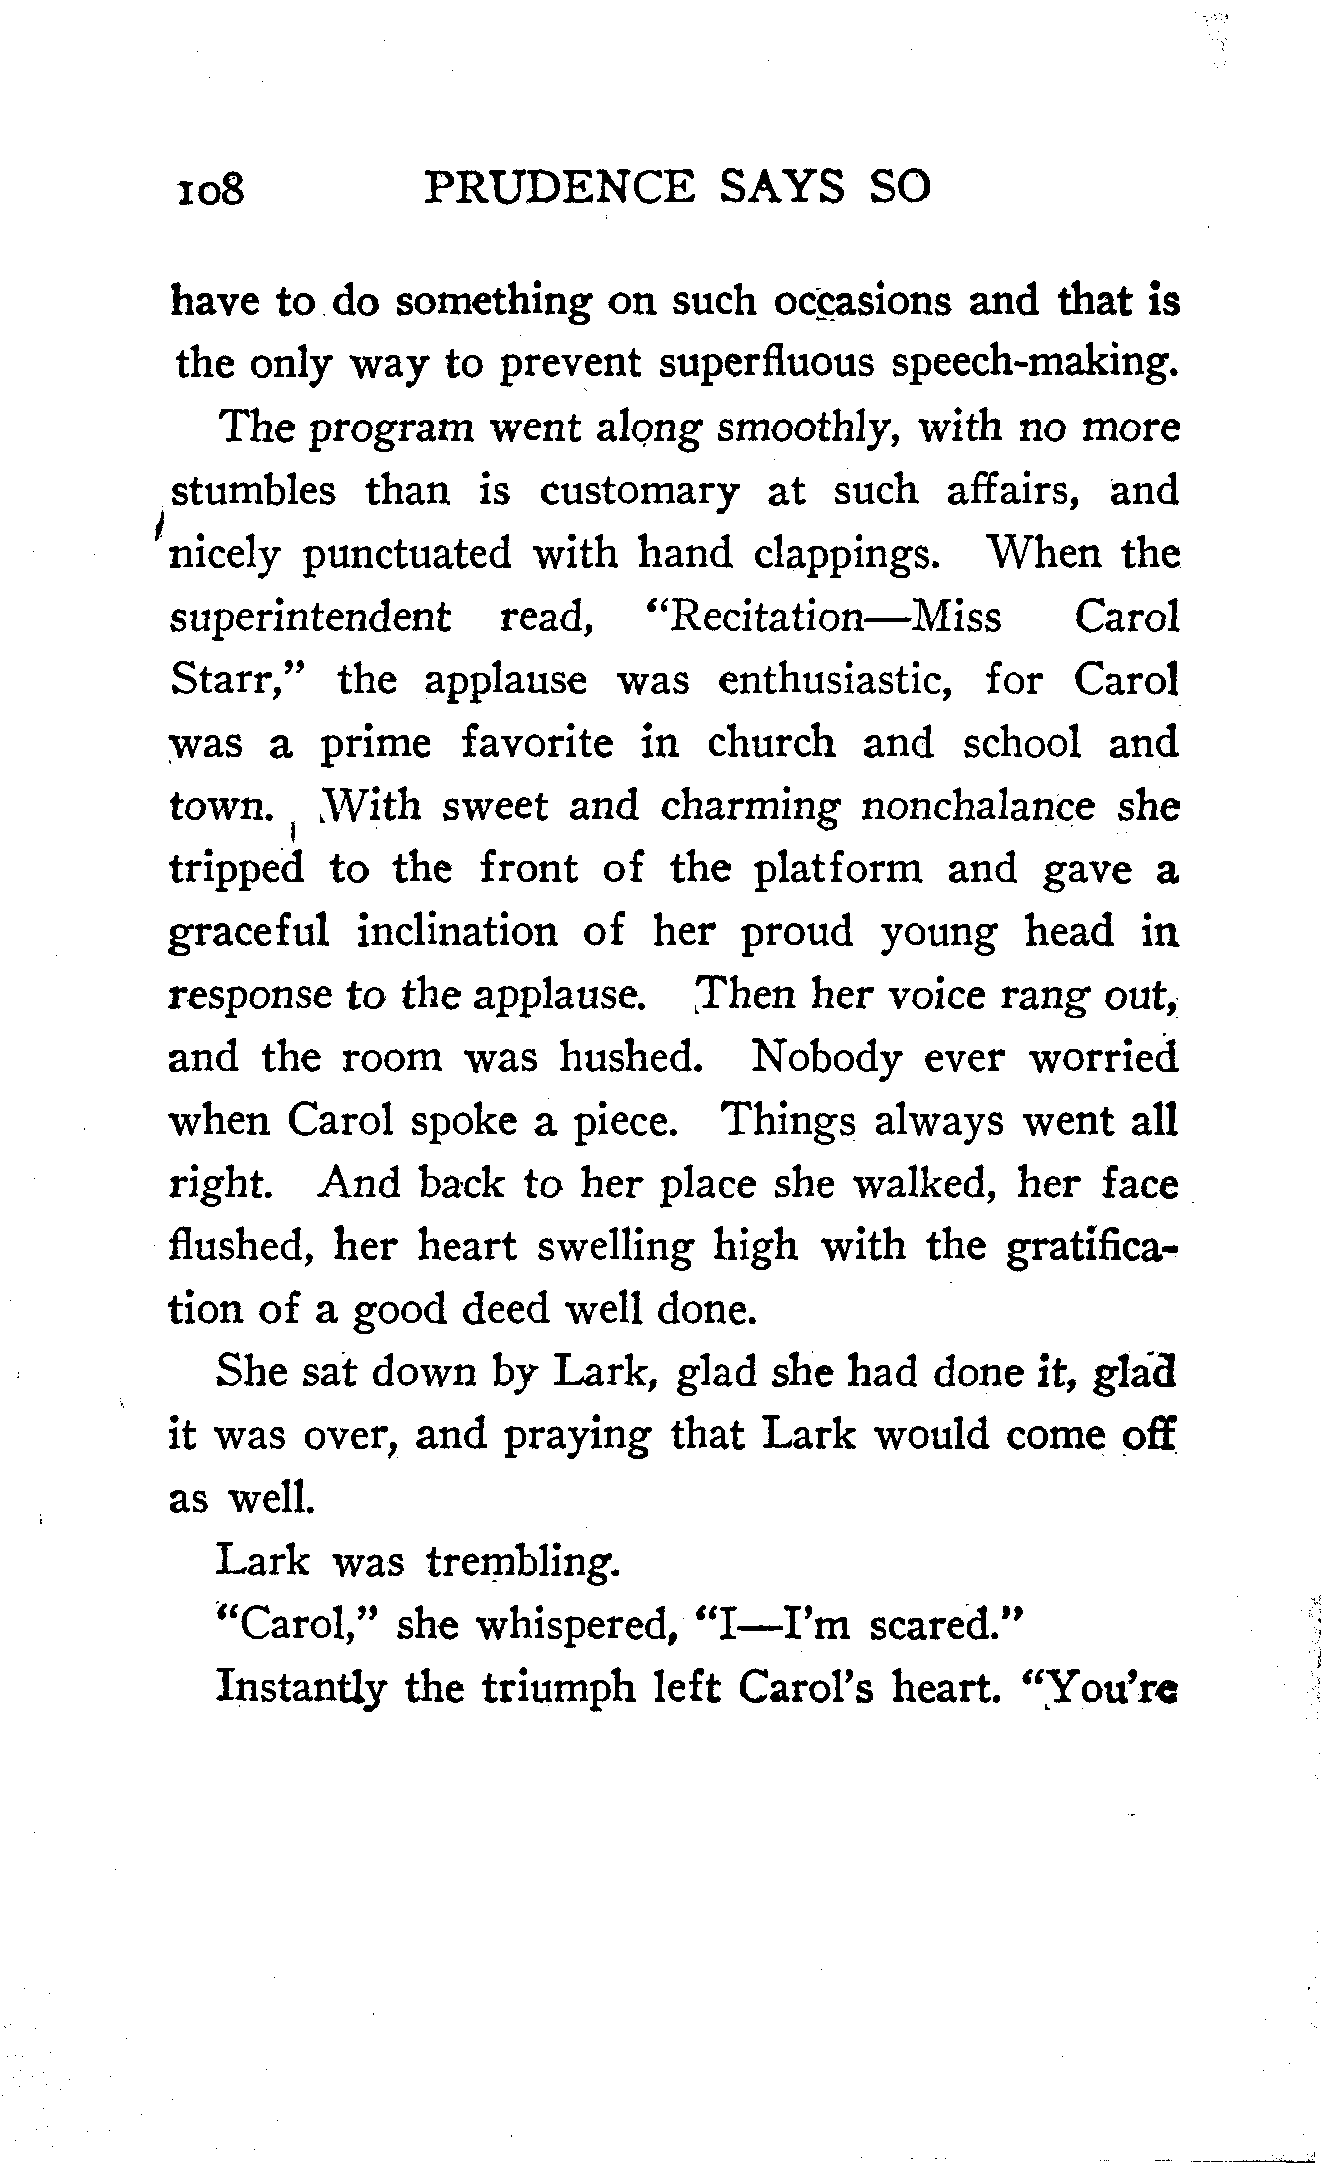 108 PRUDENCE SAYS SO
have to do something on such occasions and that is
the only way to prevent superfluous speech-making.
The program went along smoothly, with no more
stumbles than is customary at such affairs, and
nicely punctuated with hand clappings. When the
superintendent read, "Recitation—Miss Carol
Starr," the applause was enthusiastic, for Carol
was a prime favorite in church and school and
town. With sweet and charming nonchalance she
tripped to the front of the platform and gave a
graceful inclination of her proud young head in
response to the applause. Then her voice rang out,
and the room was hushed. Nobody ever worried
when Carol spoke a piece. Things always went all
right. And back to her place she walked, her face
flushed, her heart swelling high with the gratifica-
tion of a good deed well done.
She sat down by Lark, glad she had done it, glad
it was over, and praying that Lark would come off
as well.
Lark was trembling.
"Carol," she whispered, "I—I'm scared."
Instantly the triumph left Carol's heart. "You're